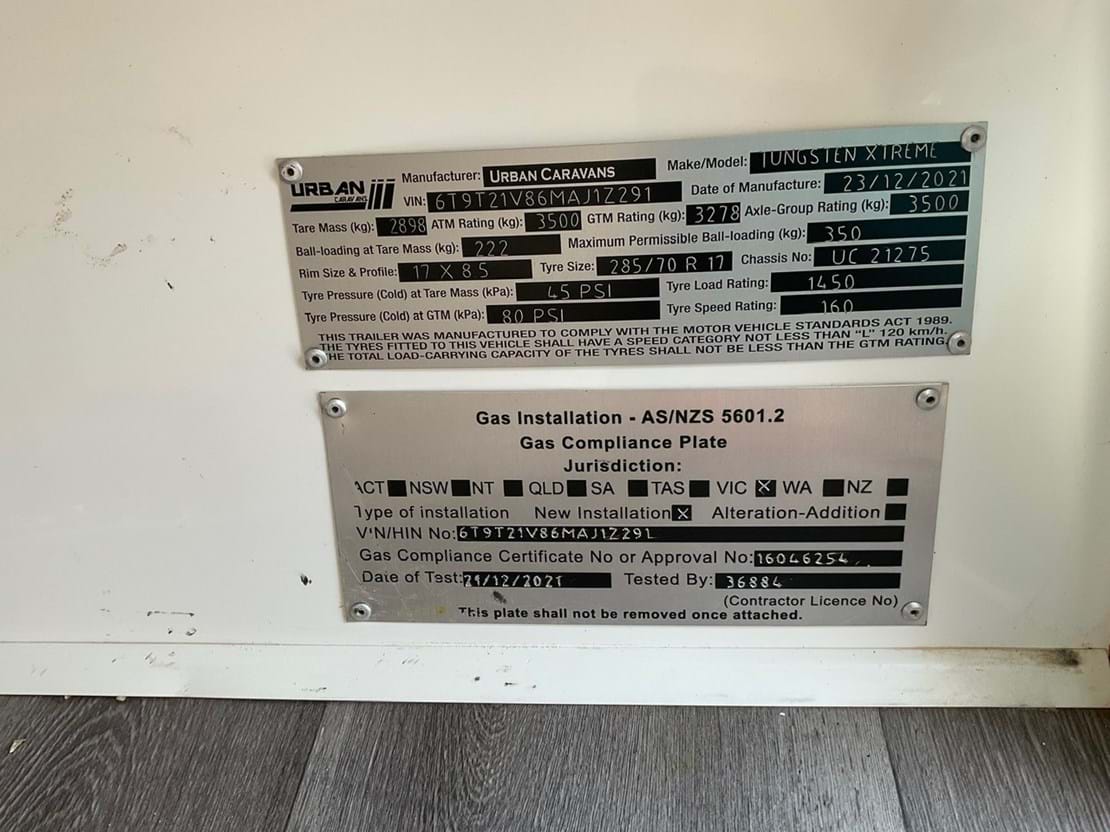 URBAN
CARAVANS
Manufacturer: URBAN CARAVANS Make/Model: TUNGSTEN XTREME
VIN: 6T9T21V86MAJ1Z291 Date of Manufacture: 23/12/2021
Tare Mass (kg): 2898 ATM Rating (kg): 3500 GTM Rating (kg): 3278 Axle-Group Rating (kg): 3500
Ball-loading at Tare Mass (kg): 222 Maximum Permissible Ball-loading (kg): 350
Rim Size & Profile: 17 X 85 Tyre Size: 285/70 R 17 Chassis No: UC 21275
Tyre Pressure (Cold) at Tare Mass (kPa): 45 PSI Tyre Load Rating: 1450
Tyre Pressure (Cold) at GTM (kPa): 80 PSI Tyre Speed Rating: 160
THIS TRAILER WAS MANUFACTURED TO COMPLY WITH THE MOTOR VEHICLE STANDARDS ACT 1989.
THE TYRES FITTED TO THIS VEHICLE SHALL HAVE A SPEED CATEGORY NOT LESS THAN "L" 120 km/h.
THE TOTAL LOAD-CARRYING CAPACITY OF THE TYRES SHALL NOT BE LESS THAN THE GTM RATING.
Gas Installation - AS/NZS 5601.2
Gas Compliance Plate
Jurisdiction:
ACT NSW NT QLD SA TAS VIC X WA NZ
Type of installation New Installation X Alteration-Addition
VIN/HIN No: 6T9T21V86MAJ1Z291
Gas Compliance Certificate No or Approval No: 16046254
Date of Test: 21/12/2021 Tested By: 36884
(Contractor Licence No)
This plate shall not be removed once attached.